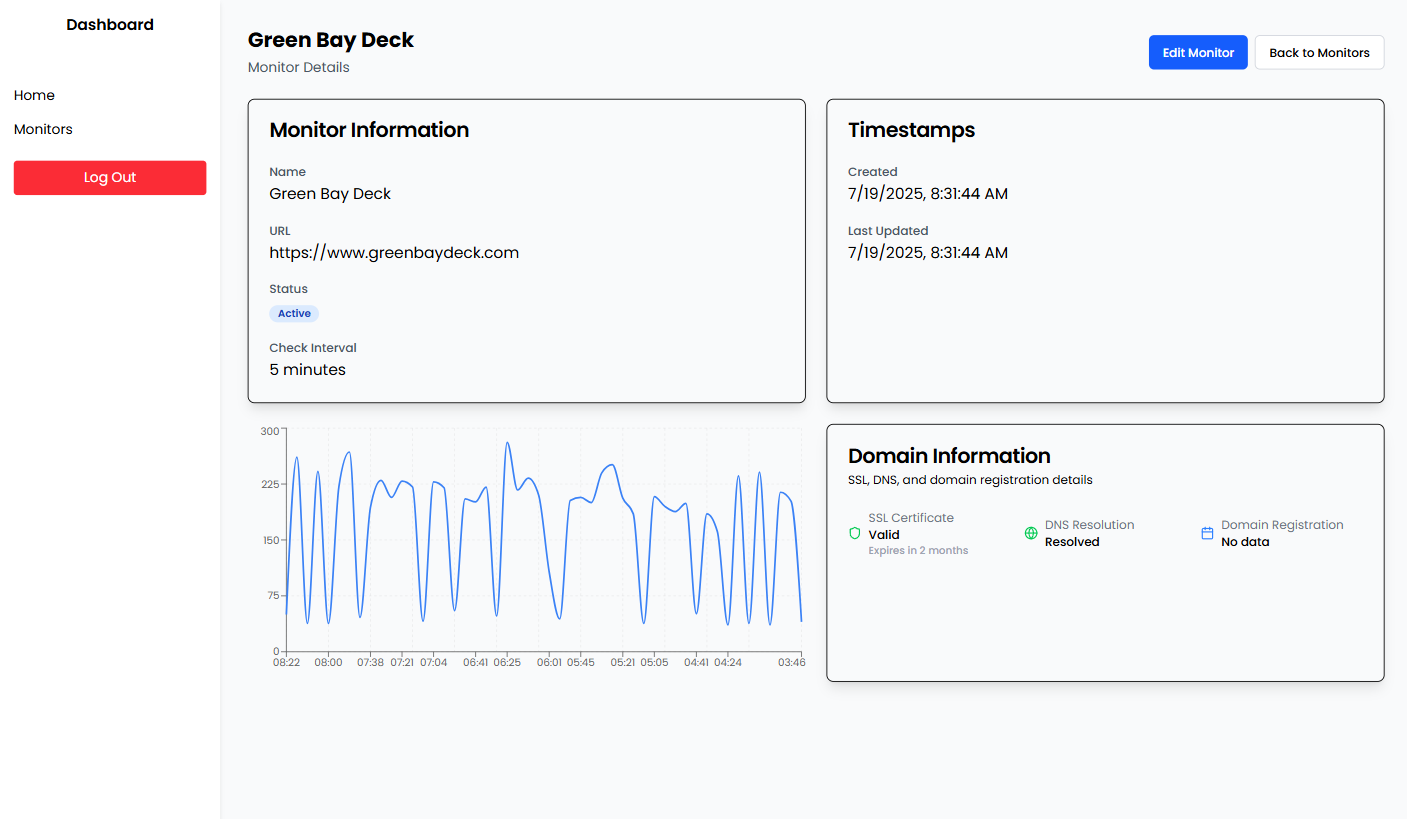 Dashboard
Home
Monitors
Log Out
Green Bay Deck
Monitor Details
Edit Monitor
Back to Monitors
Monitor Information
Name
Green Bay Deck
URL
https://www.greenbaydeck.com
Status
Active
Check Interval
5 minutes
Timestamps
Created
7/19/2025, 8:31:44 AM
Last Updated
7/19/2025, 8:31:44 AM
300
225
150
75
0
08:22 08:00 07:38 07:21 07:04 06:41 06:25 06:01 05:45 05:21 05:05 04:41 04:24 03:46
Domain Information
SSL, DNS, and domain registration details
SSL Certificate
Valid
Expires in 2 months
DNS Resolution
Resolved
Domain Registration
No data